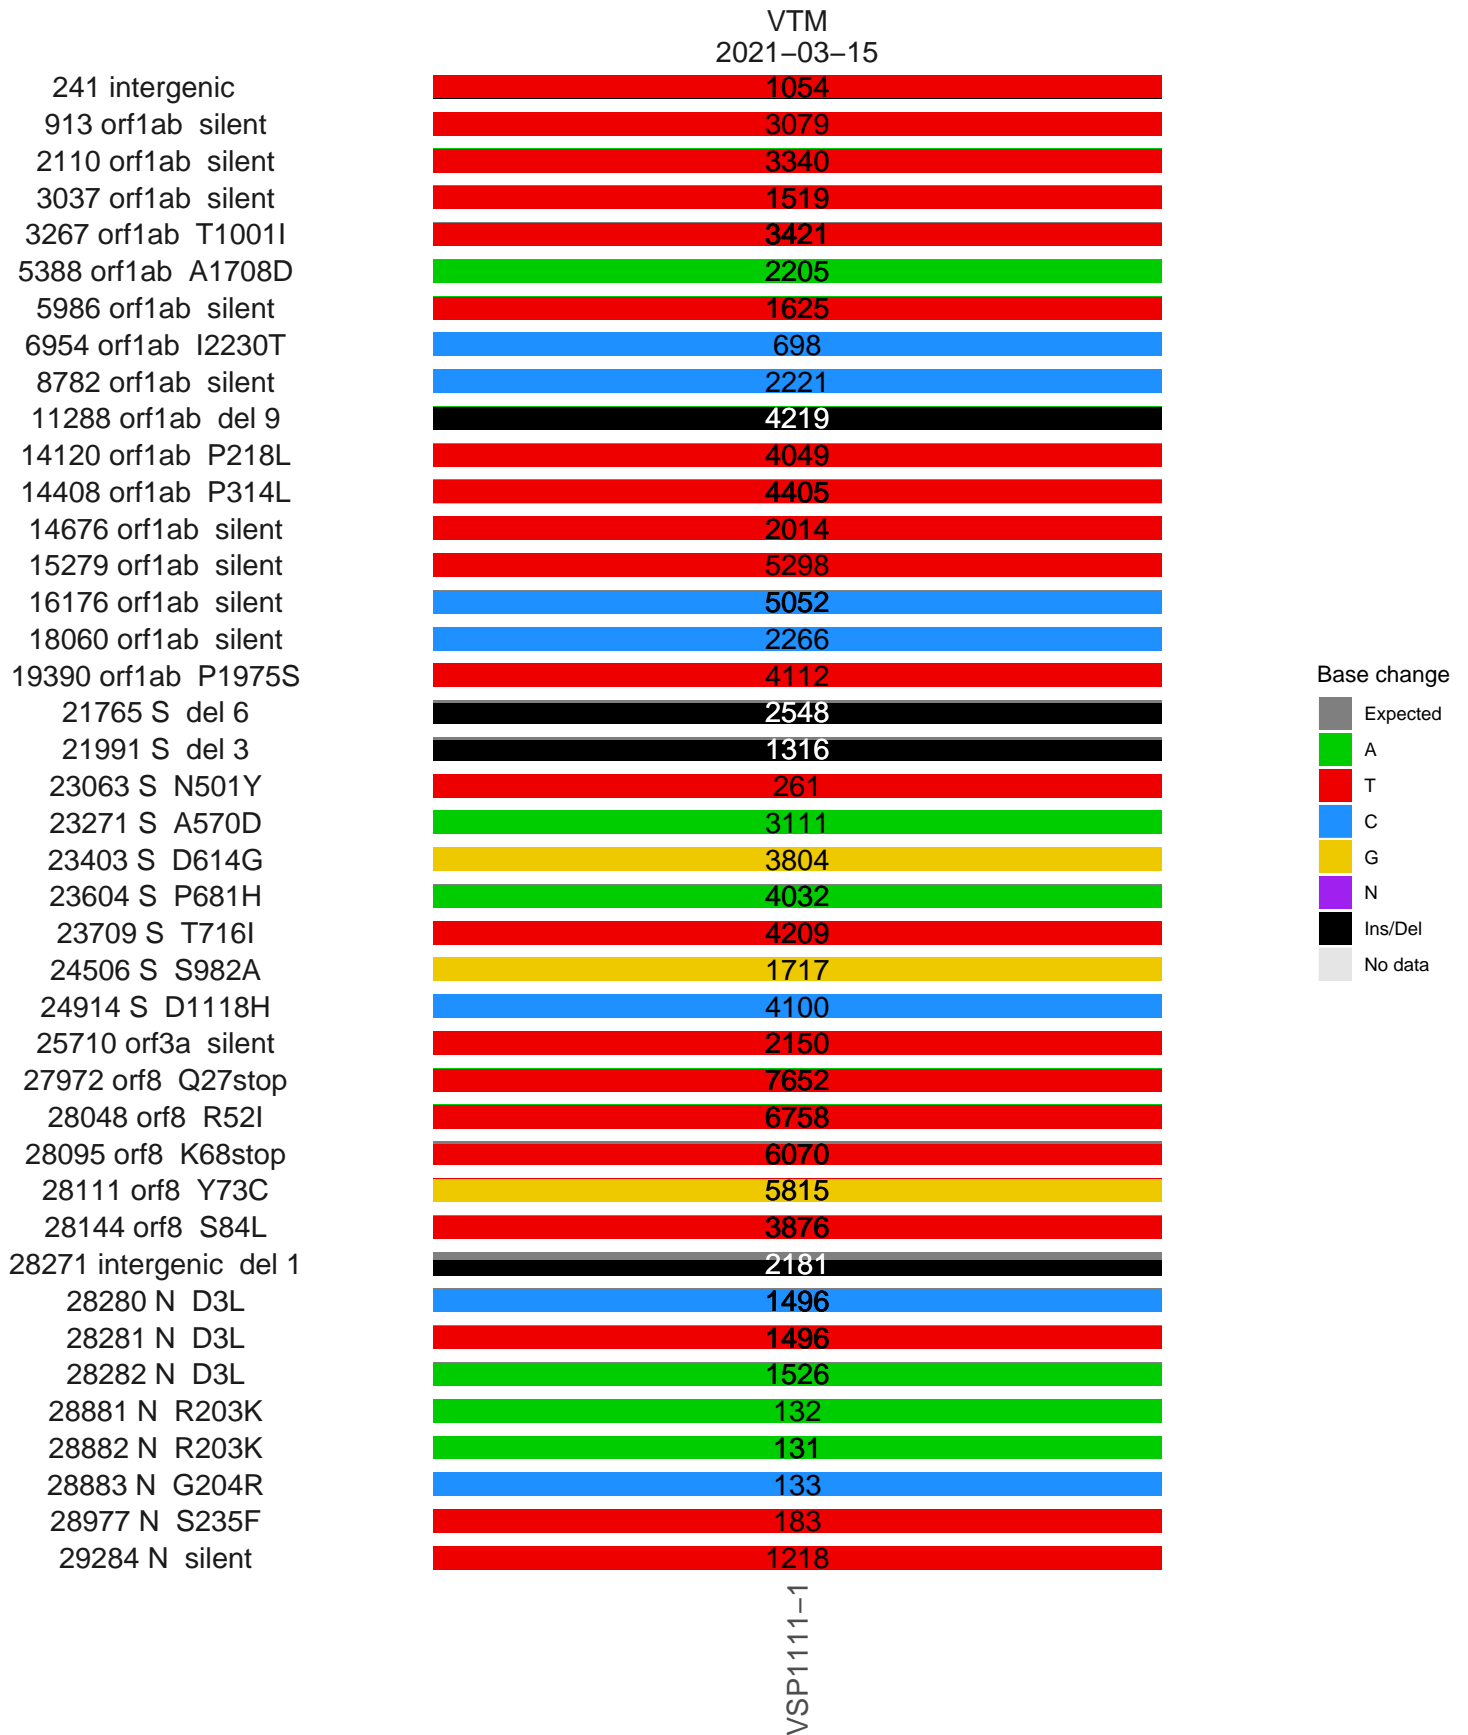 VTM
2021−03−15
241 intergenic 1054
913 orf1ab silent 3079
2110 orf1ab silent 3340
3037 orf1ab silent 1519
3267 orf1ab T1001I 3421
5388 orf1ab A1708D 2205
5986 orf1ab silent 1625
6954 orf1ab I2230T 698
8782 orf1ab silent 2221
11288 orf1ab del 9 4219
14120 orf1ab P218L 4049
14408 orf1ab P314L 4405
14676 orf1ab silent 2014
15279 orf1ab silent 5298
16176 orf1ab silent 5052
18060 orf1ab silent 2266
19390 orf1ab P1975S 4112
21765 S del 6 2548
21991 S del 3 1316
23063 S N501Y 261
23271 S A570D 3111
23403 S D614G 3804
23604 S P681H 4032
23709 S T716I 4209
24506 S S982A 1717
24914 S D1118H 4100
25710 orf3a silent 2150
27972 orf8 Q27stop 7652
28048 orf8 R52I 6758
28095 orf8 K68stop 6070
28111 orf8 Y73C 5815
28144 orf8 S84L 3876
28271 intergenic del 1 2181
28280 N D3L 1496
28281 N D3L 1496
28282 N D3L 1526
28881 N R203K 132
28882 N R203K 131
28883 N G204R 133
28977 N S235F 183
29284 N silent 1218
VSP1111−1
Base change
Expected
A
T
C
G
N
Ins/Del
No data